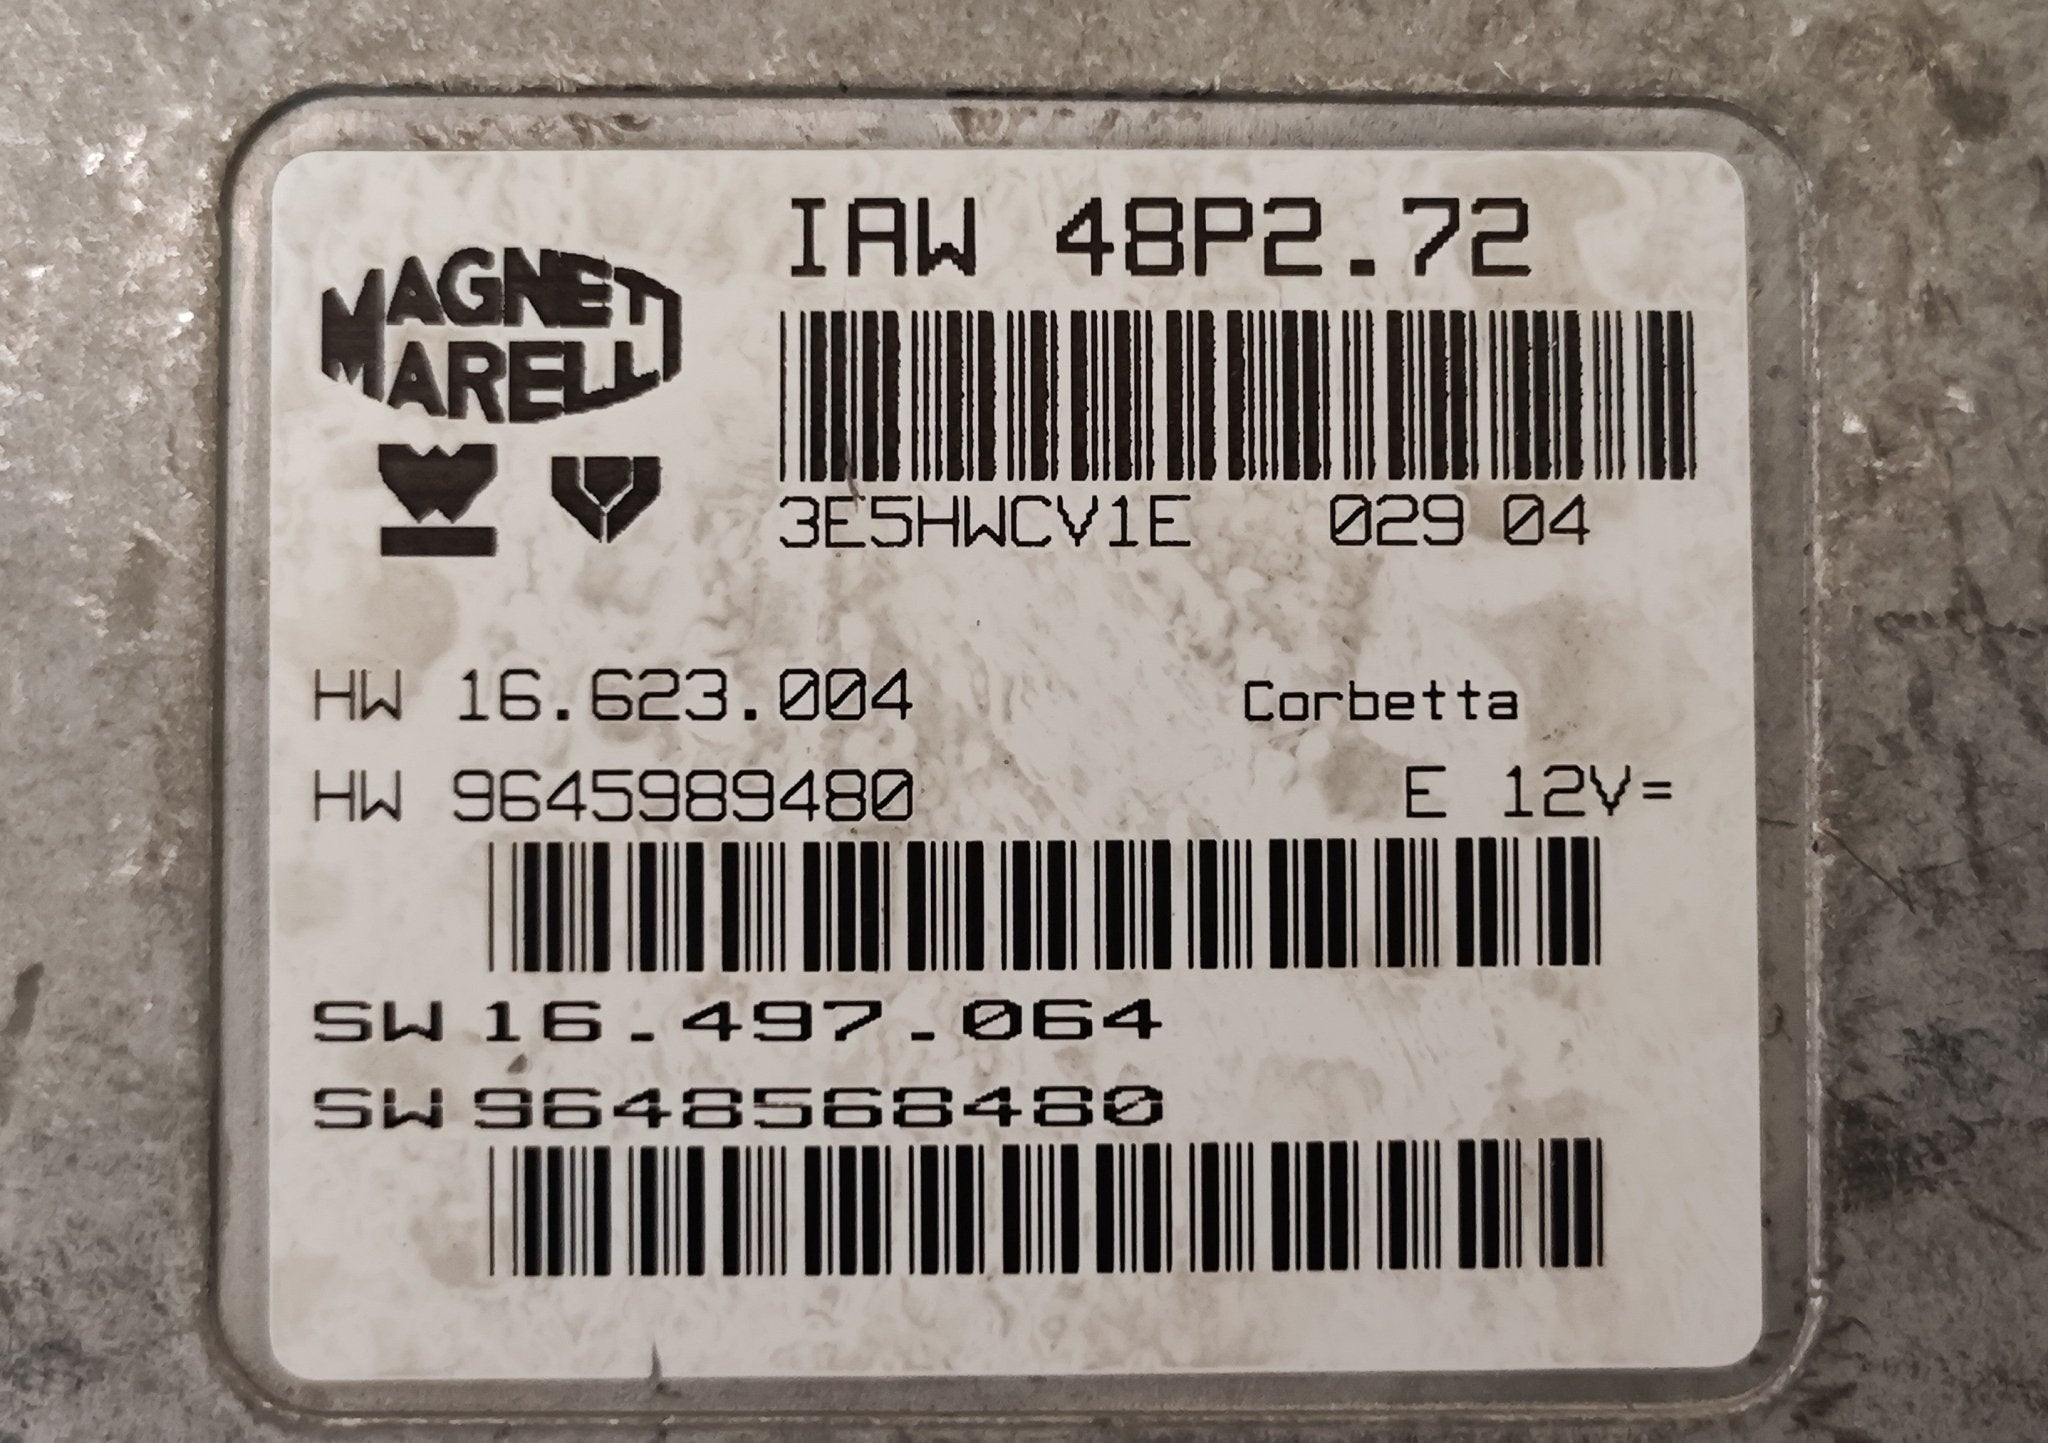 MAGNETI
MARELLI
IAW 48P2.72
3E5HWCV1E 029 04
HW 16.623.004 Corbetta
HW 9645989480 E 12V=
SW 16.497.064
SW 9648568480